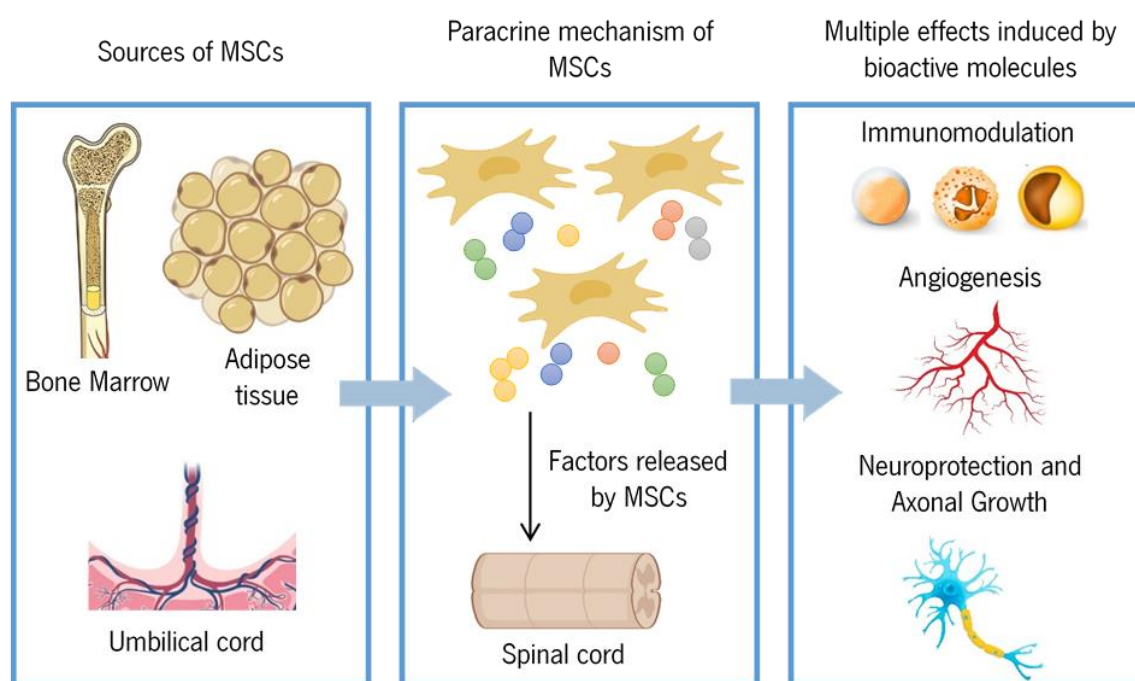 Sources of MSCs
Paracrine mechanism of
MSCs
Multiple effects induced by
bioactive molecules
Bone Marrow
Adipose
tissue
Umbilical cord
Factors released
by MSCs
Spinal cord
Immunomodulation
Angiogenesis
Neuroprotection and
Axonal Growth